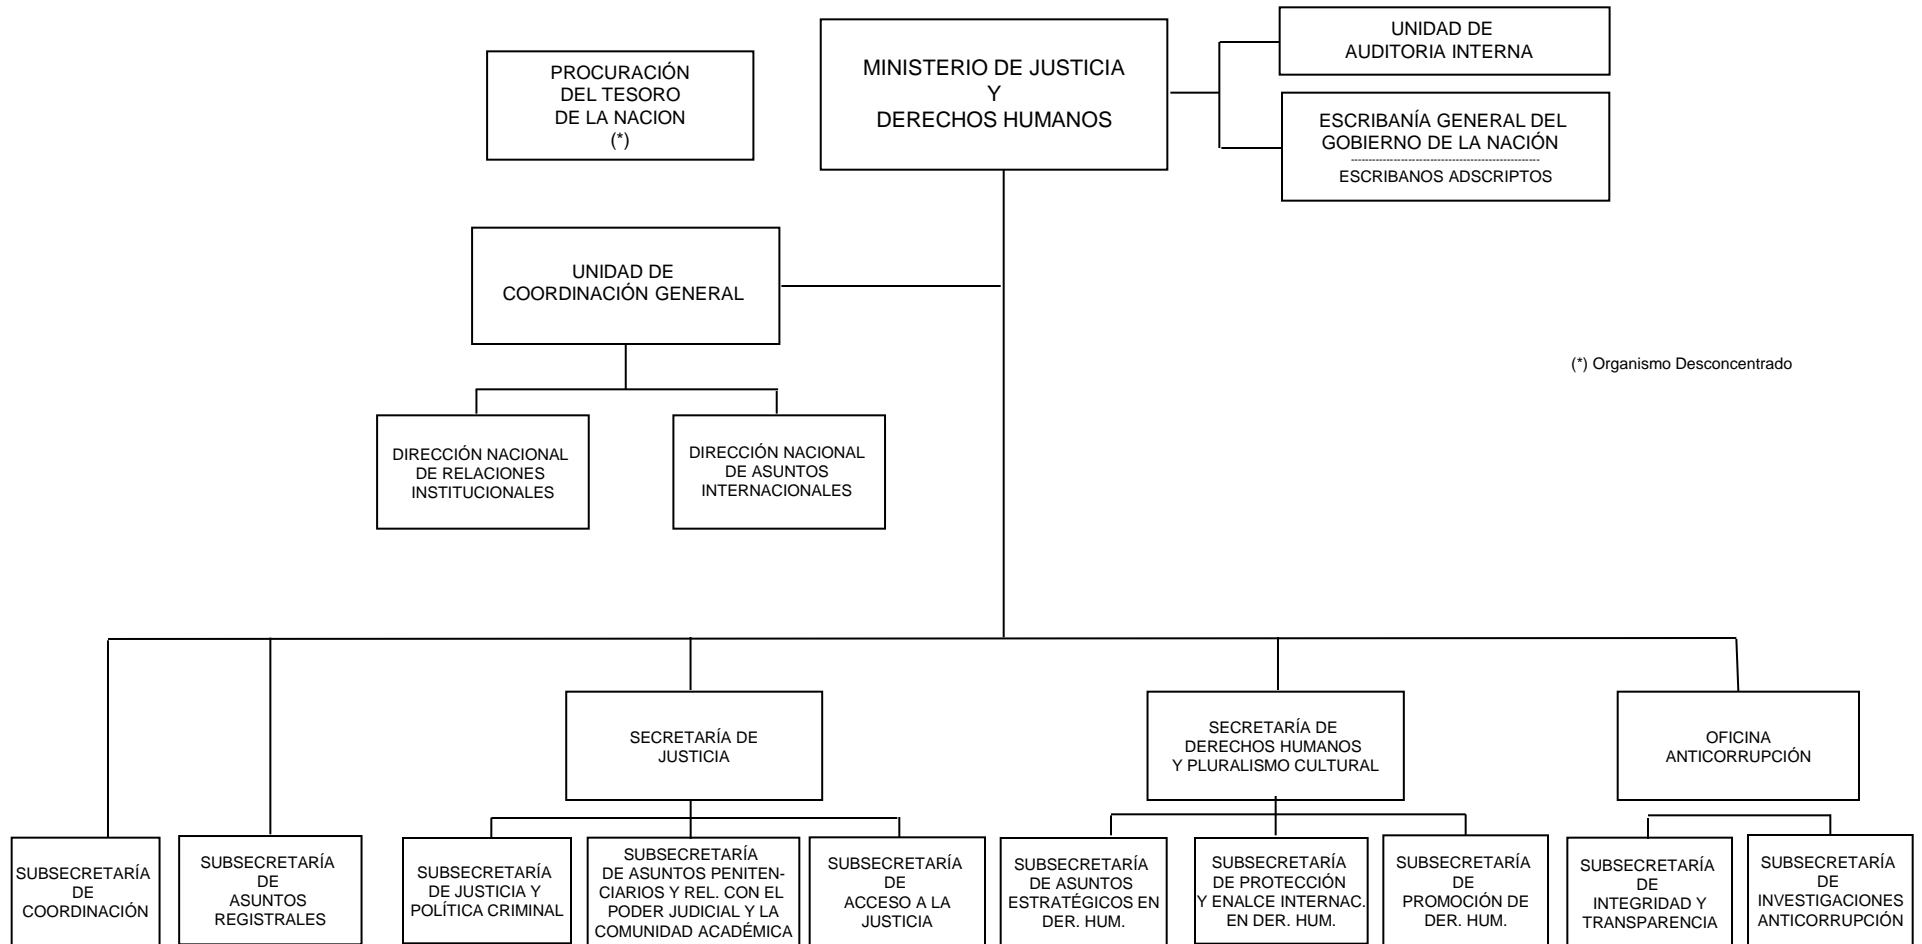 UNIDAD DE
AUDITORIA INTERNA
PROCURACIÓN
DEL TESORO
DE LA NACION
(*)
MINISTERIO DE JUSTICIA
Y
DERECHOS HUMANOS
ESCRIBANÍA GENERAL DEL
GOBIERNO DE LA NACIÓN
ESCRIBANOS ADSCRIPTOS
UNIDAD DE
COORDINACIÓN GENERAL
(*) Organismo Desconcentrado
DIRECCIÓN NACIONAL
DE RELACIONES
INSTITUCIONALES
DIRECCIÓN NACIONAL
DE ASUNTOS
INTERNACIONALES
SECRETARÍA DE
JUSTICIA
SECRETARÍA DE
DERECHOS HUMANOS
Y PLURALISMO CULTURAL
OFICINA
ANTICORRUPCIÓN
SUBSECRETARÍA
DE
COORDINACIÓN
SUBSECRETARÍA
DE
ASUNTOS
REGISTRALES
SUBSECRETARÍA
DE JUSTICIA Y
POLÍTICA CRIMINAL
SUBSECRETARÍA
DE ASUNTOS PENITEN-
CIARIOS Y REL. CON EL
PODER JUDICIAL Y LA
COMUNIDAD ACADÉMICA
SUBSECRETARÍA
DE
ACCESO A LA
JUSTICIA
SUBSECRETARÍA
DE ASUNTOS
ESTRATÉGICOS EN
DER. HUM.
SUBSECRETARÍA
DE PROTECCIÓN
Y ENALCE INTERNAC.
EN DER. HUM.
SUBSECRETARÍA
DE
PROMOCIÓN DE
DER. HUM.
SUBSECRETARÍA
DE
INTEGRIDAD Y
TRANSPARENCIA
SUBSECRETARÍA
DE
INVESTIGACIONES
ANTICORRUPCIÓN